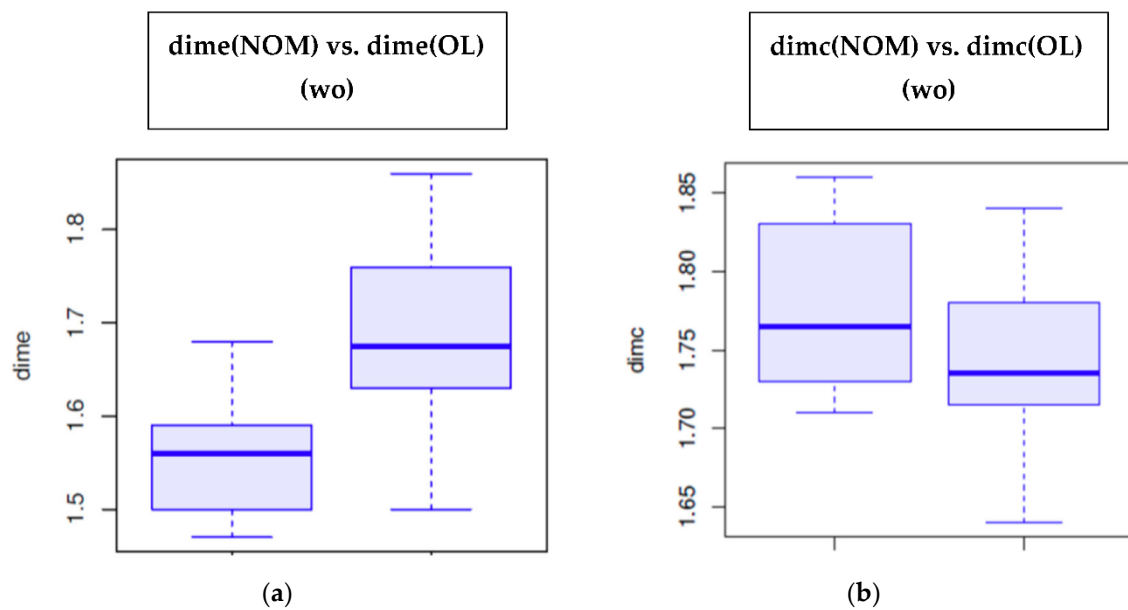 dime(NOM) vs. dime(OL)
(wo)
dime
1.8
1.7
1.6
1.5
(a)
dimc(NOM) vs. dimc(OL)
(wo)
dimc
1.85
1.80
1.75
1.70
1.65
(b)